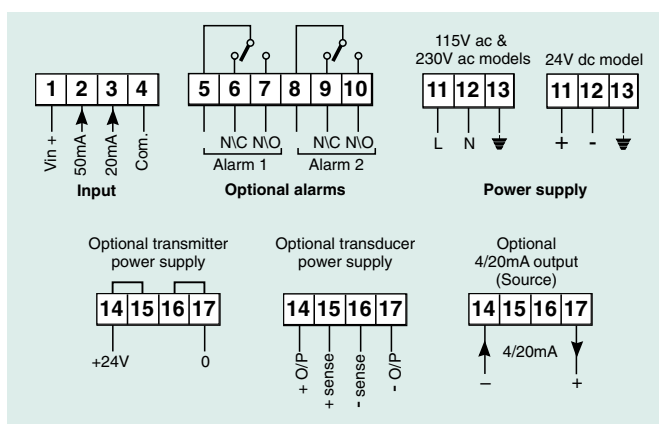 115V ac &
230V ac models
24V dc model
1 2 3 4
5 6 7 8 9 10
11 12 13
11 12 13
Vin +
50mA
20mA
Com.
N\C N\O
N\C N\O
Alarm 1
Alarm 2
L N
+ -
Input
Optional alarms
Power supply
Optional transmitter
power supply
Optional transducer
power supply
Optional
4/20mA output
(Source)
14 15 16 17
14 15 16 17
14 15 16 17
+24V
0
+ O/P
+ sense
- sense
- O/P
4/20mA
– +